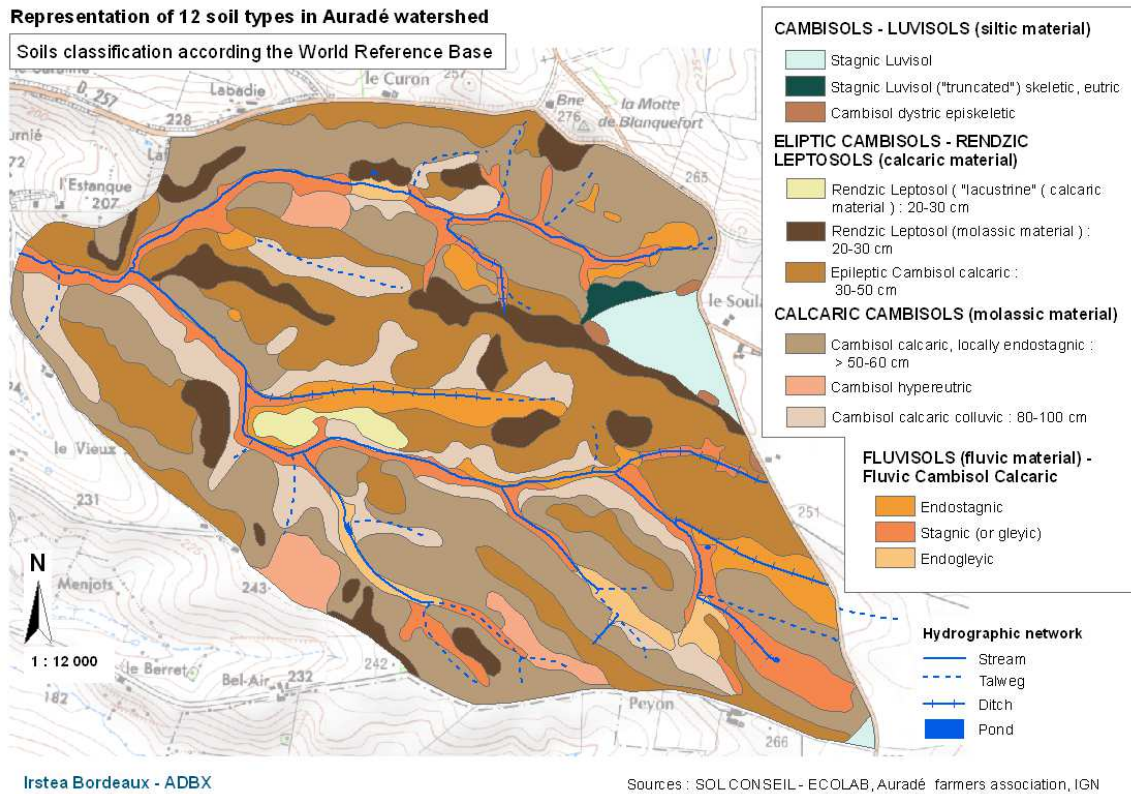 Representation of 12 soil types in Auradé watershed
Soils classification according the World Reference Base
CAMBISOLS - LUVISOLS (siltic material)
Stagnic Luvisol
Stagnic Luvisol ("truncated") skeletic, eutric
Cambisol dystric episkeletic
ELIPTIC CAMBISOLS - RENDZIC
LEPTOSOLS (calcaric material)
Rendzic Leptosol ( "lacustrine" ( calcaric
material ) : 20-30 cm
Rendzic Leptosol (molassic material ) :
20-30 cm
Epileptic Cambisol calcaric :
30-50 cm
CALCARIC CAMBISOLS (molassic material)
Cambisol calcaric, locally endostagnic :
> 50-60 cm
Cambisol hypereutric
Cambisol calcaric colluvic : 80-100 cm
FLUVISOLS (fluvic material) -
Fluvic Cambisol Calcaric
Endostagnic
Stagnic (or gleyic)
Endogleyic
Hydrographic network
Stream
Talweg
Ditch
Pond
D. 257
Labadie
228
le Curon
257
Bne
276
la Motte
de Blanquefort
265
l'Estanque
207
le Soula
le Vieux
231
225
251
Menjots
243
le Berret
182
Bel-Air
232
242
Peyon
266
N
1 : 12 000
Irstea Bordeaux - ADBX
Sources : SOL CONSEIL - ECOLAB, Auradé farmers association, IGN